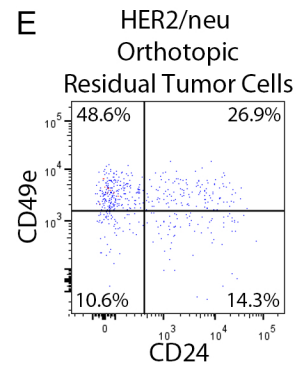 E
HER2/neu
Orthotopic
Residual Tumor Cells
48.6% 26.9%
10⁵
10⁴
CD49e
10³
10.6% 14.3%
0 10³ 10⁴ 10⁵
CD24